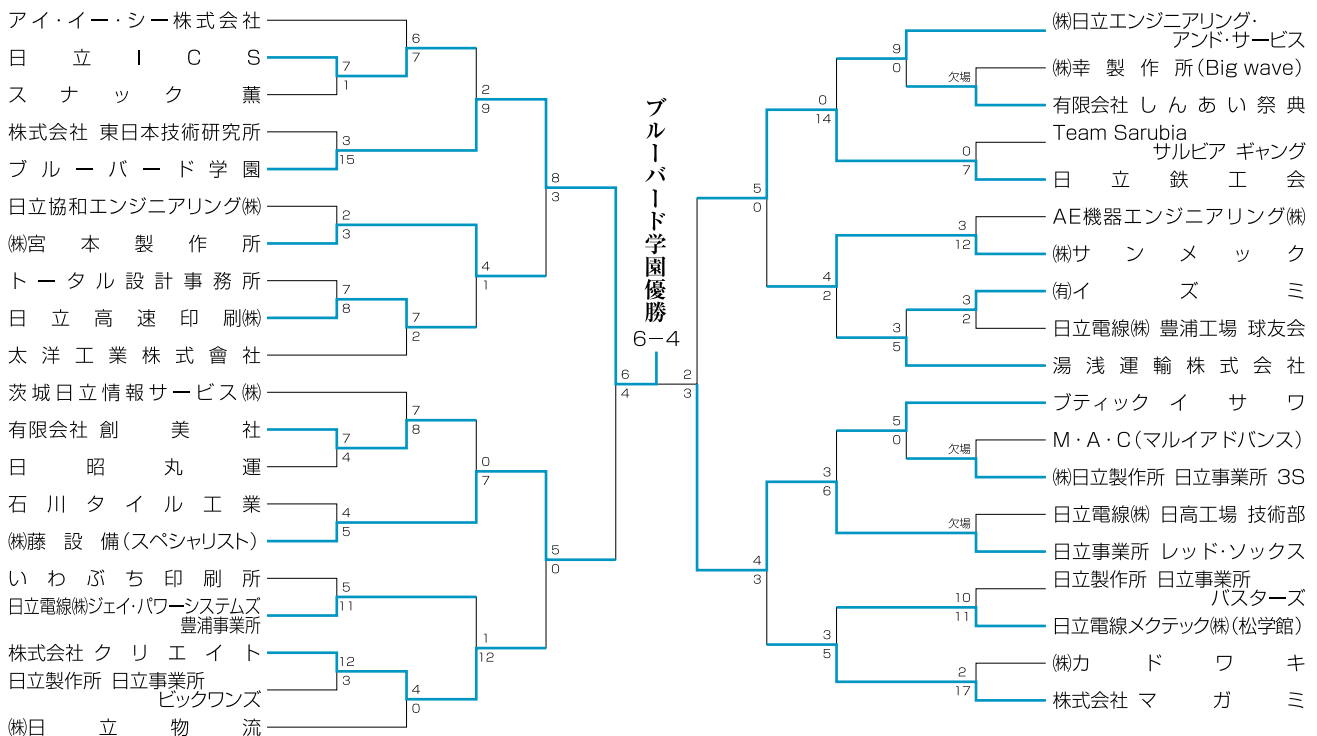 アイ・イー・シー株式会社
日立ICS
スナック薫
株式会社 東日本技術研究所
ブルーバード学園
日立協和エンジニアリング㈱
㈱宮本製作所
トータル設計事務所
日立高速印刷㈱
太洋工業株式會社
茨城日立情報サービス㈱
有限会社 創美社
日昭丸運
石川タイル工業
㈱藤設備(スペシャリスト)
いわぶち印刷所
日立電線㈱ジェイ・パワーシステムズ
豊浦事業所
株式会社 クリエイト
日立製作所 日立事業所
ビックワンズ
㈱日立物流
6
7
7
1
2
9
3
15
8
3
2
3
4
1
7
8
7
2
6
4
7
8
7
4
0
7
4
5
5
0
5
11
1
12
12
3
4
0
ブルーバード学園優勝
6−4
9
0
欠場
0
14
0
7
5
0
3
12
4
2
3
2
3
5
2
3
5
0
欠場
3
6
欠場
4
3
10
11
3
5
2
17
㈱日立エンジニアリング・
アンド・サービス
㈱幸製作所(Big wave)
有限会社 しんあい祭典
Team Sarubia
サルビア ギャング
日立鉄工会
AE機器エンジニアリング㈱
㈱サンメック
㈲イズミ
日立電線㈱ 豊浦工場 球友会
湯浅運輸株式会社
ブティック イサワ
M・A・C(マルイアドバンス)
㈱日立製作所 日立事業所 3S
日立電線㈱ 日高工場 技術部
日立事業所 レッド・ソックス
日立製作所 日立事業所
バスターズ
日立電線メクテック㈱(松学館)
㈱カドワキ
株式会社 マガミ